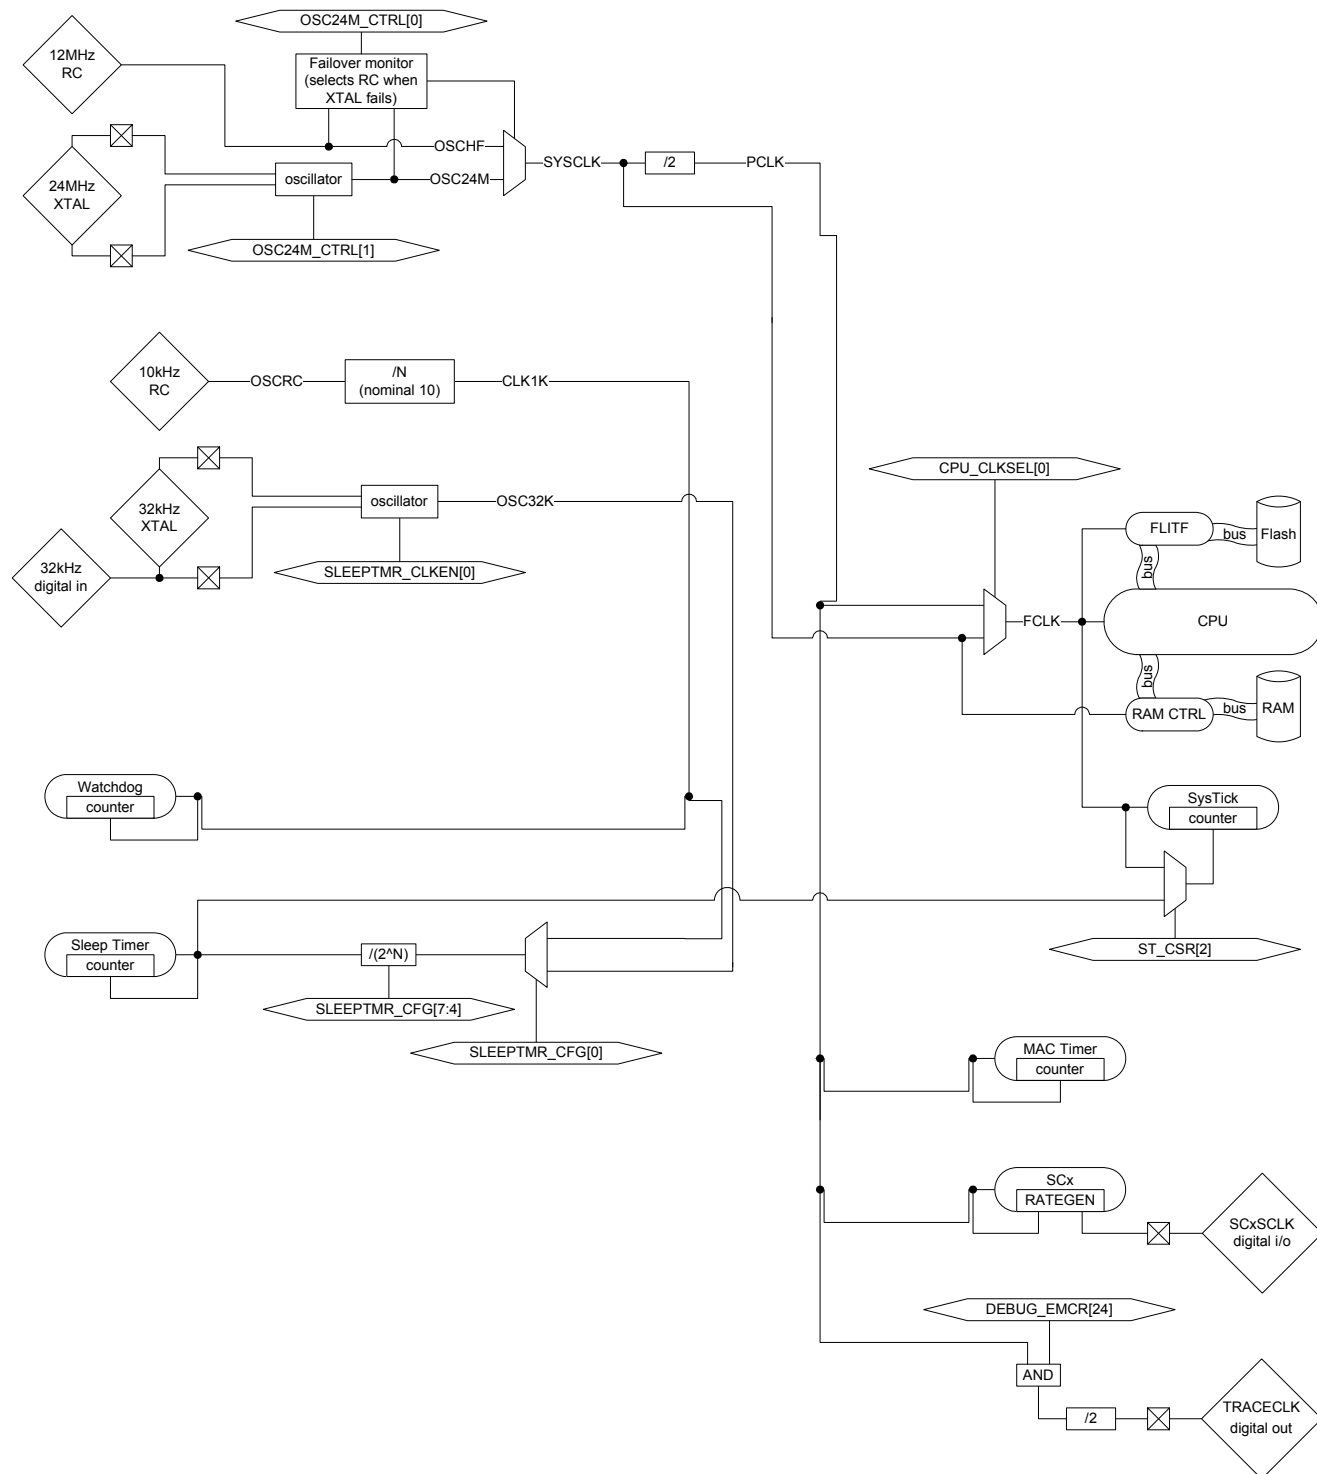 OSC24M_CTRL[0]
12MHz
RC
Failover monitor
(selects RC when
XTAL fails)
OSCHF
SYSCLK
/2
PCLK
24MHz
XTAL
oscillator
OSC24M
OSC24M_CTRL[1]
10kHz
RC
OSCRC
/N
(nominal 10)
CLK1K
CPU_CLKSEL[0]
32kHz
XTAL
oscillator
OSC32K
32kHz
digital in
SLEEPTMR_CLKEN[0]
FLITF
bus
Flash
bus
FCLK
CPU
bus
RAM CTRL
bus
RAM
Watchdog
counter
SysTick
counter
Sleep Timer
counter
/(2^N)
ST_CSR[2]
SLEEPTMR_CFG[7:4]
SLEEPTMR_CFG[0]
MAC Timer
counter
SCx
RATEGEN
SCxSCLK
digital i/o
DEBUG_EMCR[24]
AND
/2
TRACECLK
digital out